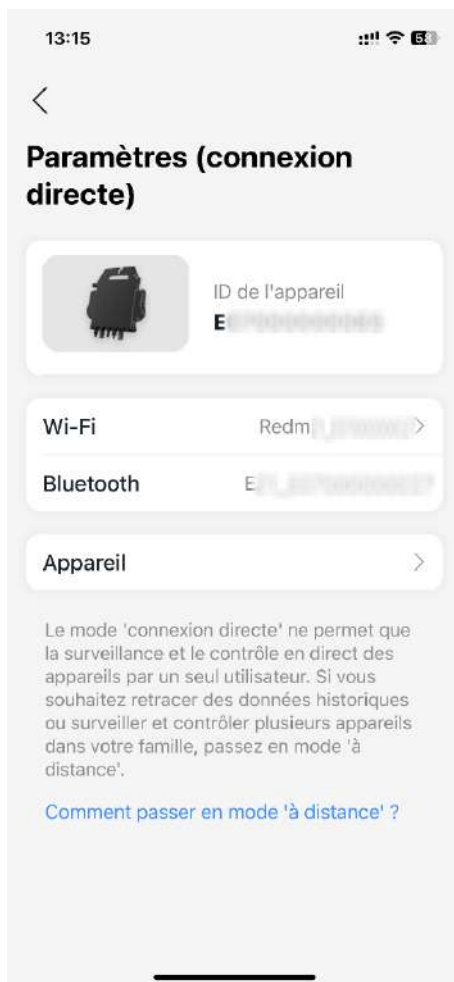 13:15
Paramètres (connexion
directe)
ID de l'appareil
E
Wi-Fi
Redm
Bluetooth
E
Appareil
Le mode 'connexion directe' ne permet que
la surveillance et le contrôle en direct des
appareils par un seul utilisateur. Si vous
souhaitez retracer des données historiques
ou surveiller et contrôler plusieurs appareils
dans votre famille, passez en mode 'à
distance'.
Comment passer en mode 'à distance' ?